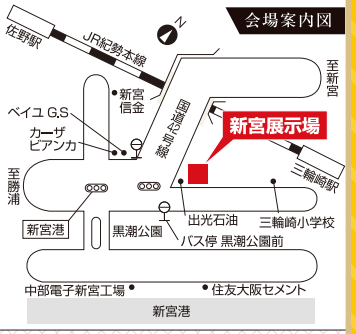 会場案内図
N
佐野駅
JR紀勢本線
至新宮
新宮
信金
ベイユG.S
国道42号線
カーザ
ビアンカ
新宮展示場
三輪崎駅
至勝浦
新宮港
黒潮公園
出光石油
三輪崎小学校
バス停 黒潮公園前
中部電子新宮工場
住友大阪セメント
新宮港